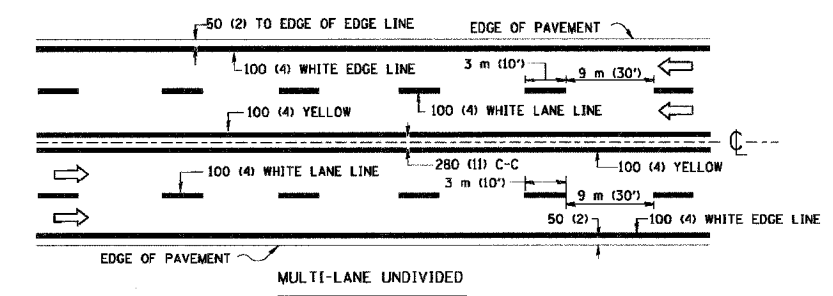 50 (2) TO EDGE OF EDGE LINE
EDGE OF PAVEMENT
100 (4) WHITE EDGE LINE
3 m (10')
9 m (30')
100 (4) YELLOW
100 (4) WHITE LANE LINE
℄
100 (4) WHITE LANE LINE
280 (11) C-C
100 (4) YELLOW
3 m (10')
9 m (30')
50 (2)
100 (4) WHITE EDGE LINE
EDGE OF PAVEMENT
MULTI-LANE UNDIVIDED